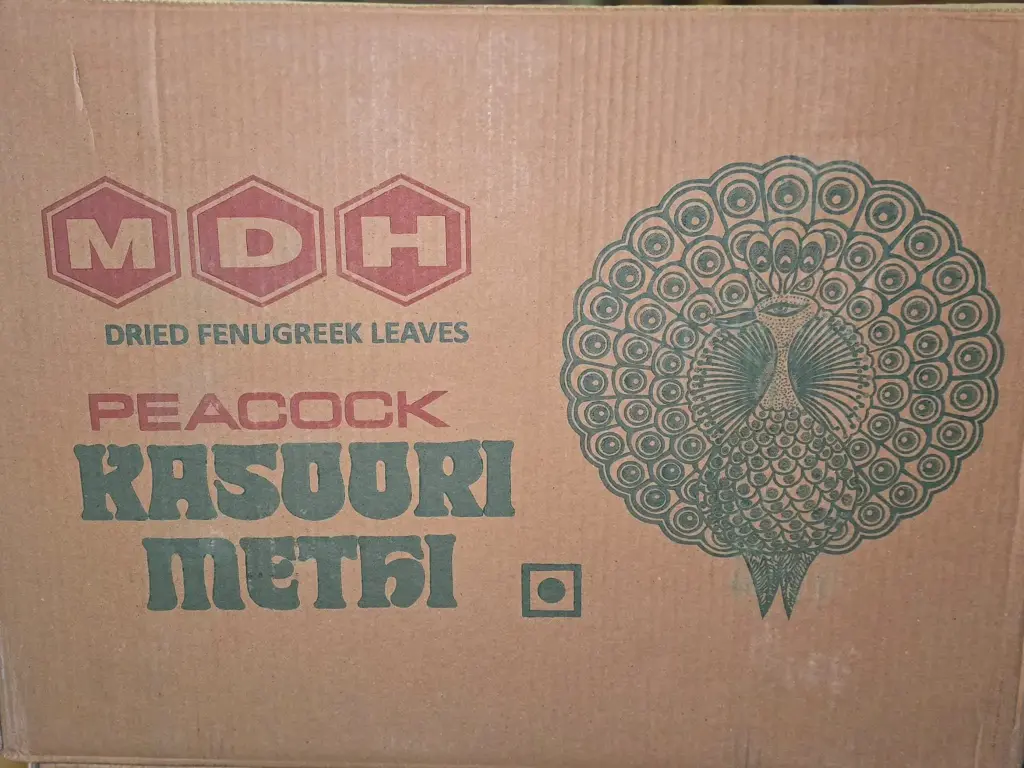 MDH
DRIED FENUGREEK LEAVES
PEACOCK
KASOORI
METHI